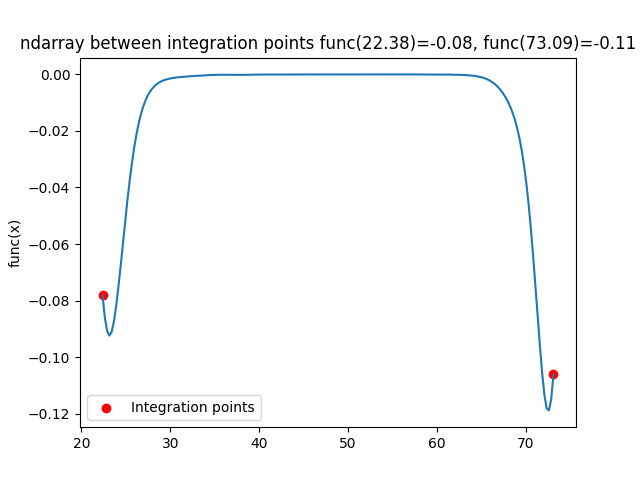 ndarray between integration points func(22.38)=-0.08, func(73.09)=-0.11
0.00
−0.02
−0.04
−0.06
−0.08
−0.10
−0.12
func(x)
Integration points
20 30 40 50 60 70